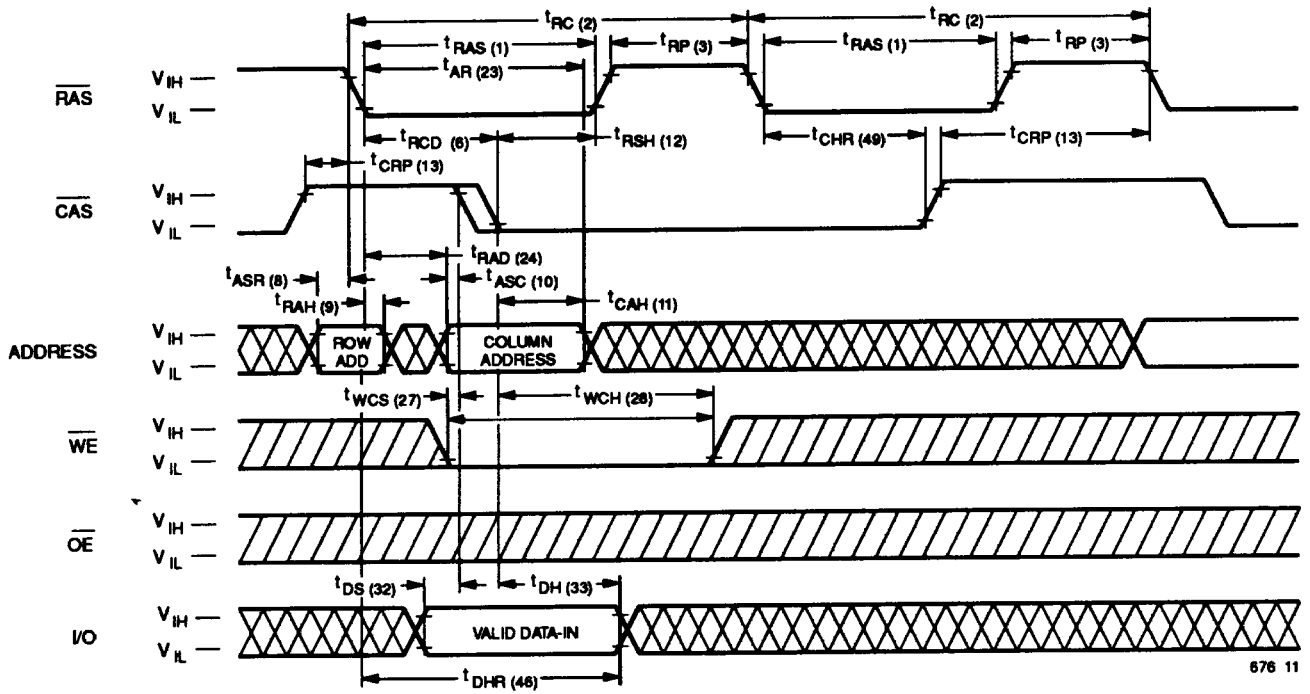 tRC (2) tRC (2)
tRAS (1) tRP (3) tRAS (1) tRP (3)
tAR (23)
RAS VIH VIL
tRCD (6) tRSH (12) tCHR (49) tCRP (13)
tCRP (13)
CAS VIH VIL
tRAD (24)
tASR (8) tASC (10)
tRAH (9) tCAH (11)
ADDRESS VIH VIL ROW ADD COLUMN ADDRESS
tWCS (27) tWCH (28)
WE VIH VIL
OE VIH VIL
tDS (32) tDH (33)
I/O VIH VIL VALID DATA-IN
tDHR (46)
676 11